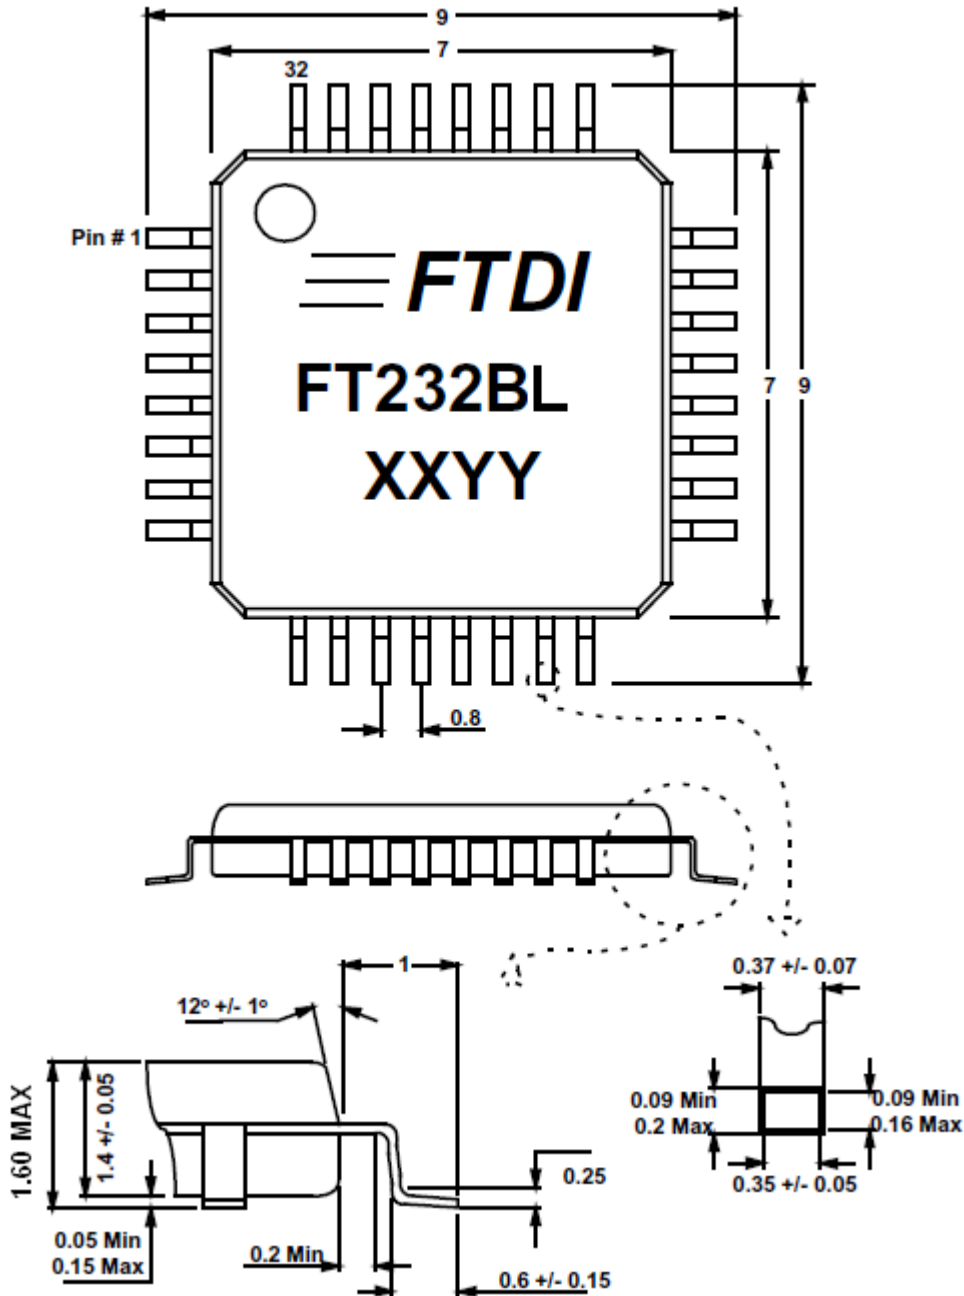 9
7
32
Pin # 1
FTDI
FT232BL
XXYY
7
9
0.8
1
0.37 +/- 0.07
12º +/- 1º
1.60 MAX
1.4 +/- 0.05
0.09 Min
0.2 Max
0.09 Min
0.16 Max
0.25
0.35 +/- 0.05
0.05 Min
0.15 Max
0.2 Min
0.6 +/- 0.15